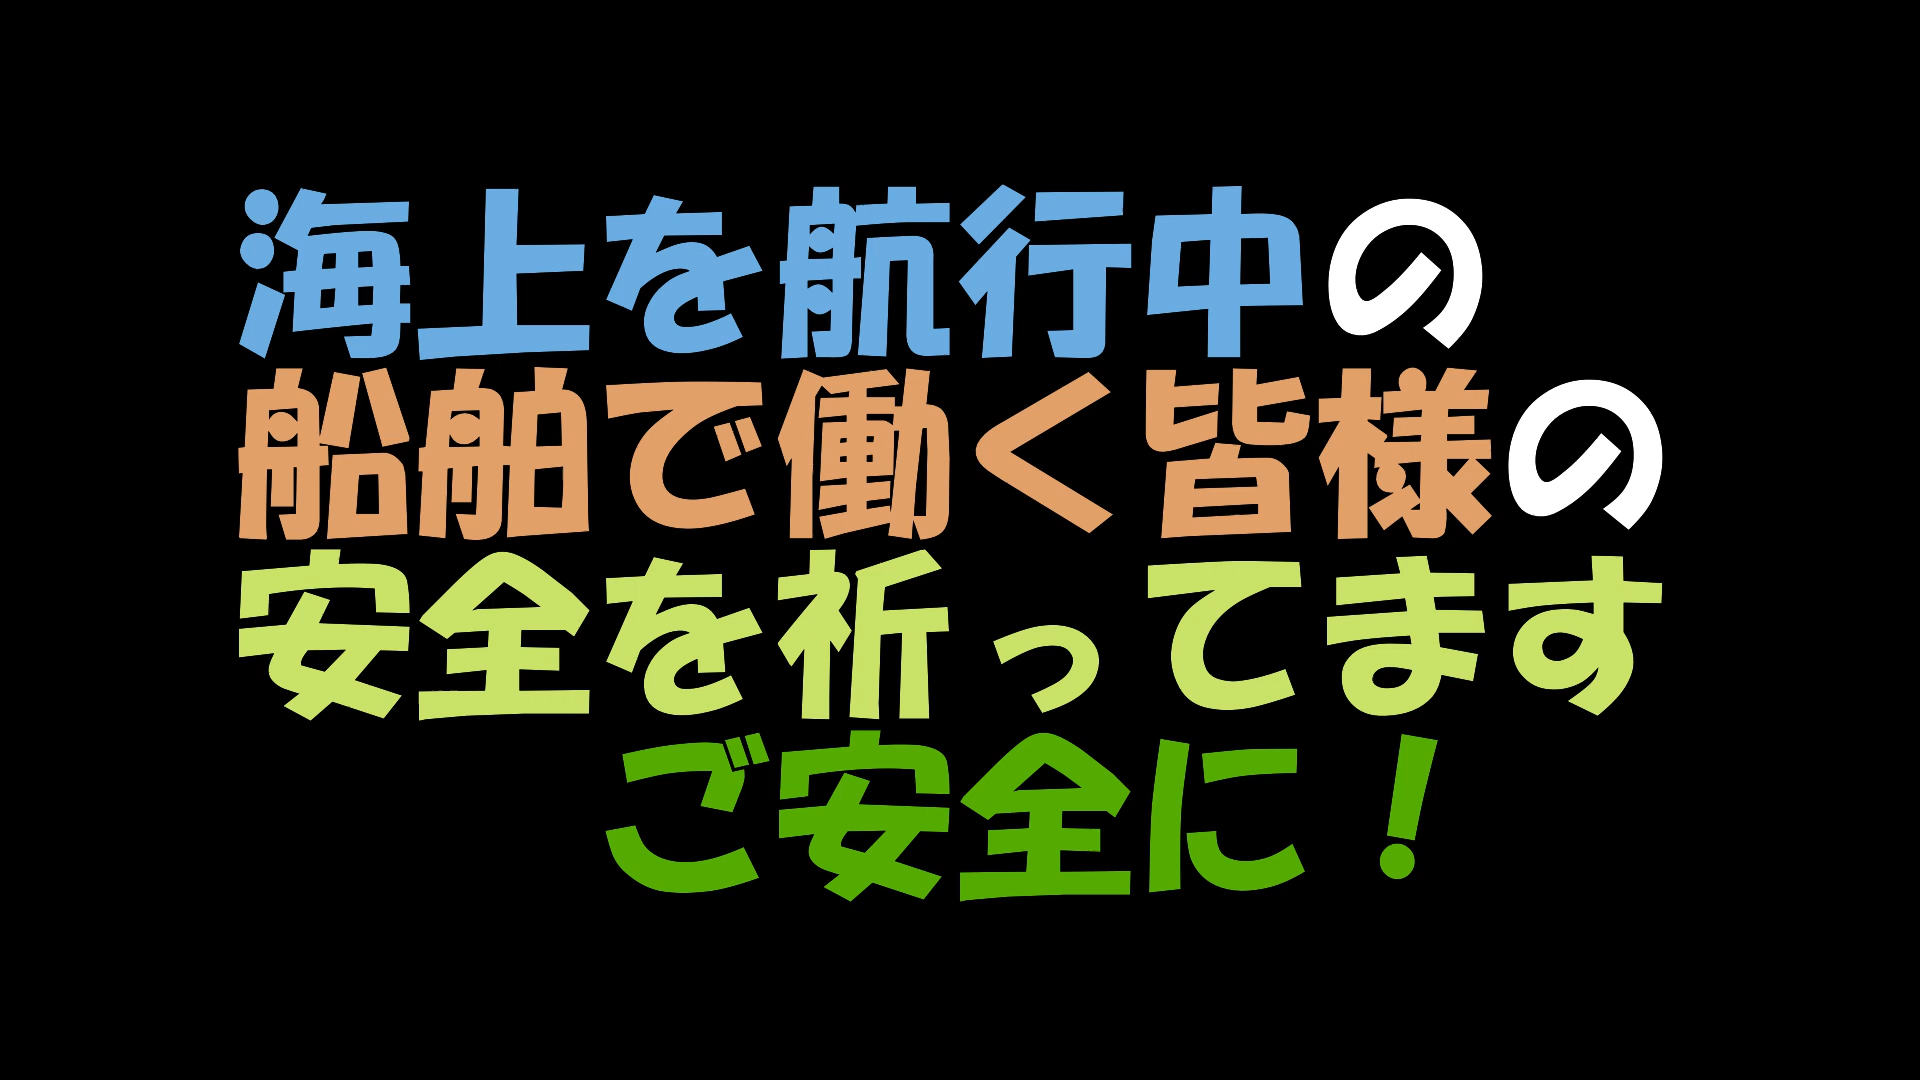 海上を航行中の
船舶で働く皆様の
安全を祈ってます
ご安全に！